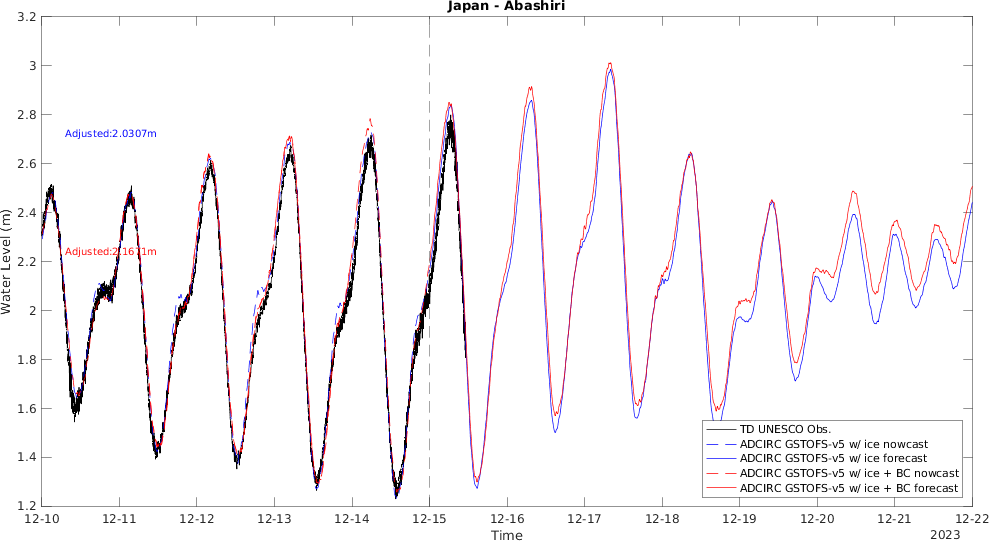 Japan - Abashiri
3.2
3
2.8
2.6
2.4
2.2
2
1.8
1.6
1.4
1.2
Water Level (m)
Adjusted:2.0307m
Adjusted:2.1671m
TD UNESCO Obs.
ADCIRC GSTOFS-v5 w/ ice nowcast
ADCIRC GSTOFS-v5 w/ ice forecast
ADCIRC GSTOFS-v5 w/ ice + BC nowcast
ADCIRC GSTOFS-v5 w/ ice + BC forecast
12-10 12-11 12-12 12-13 12-14 12-15 12-16 12-17 12-18 12-19 12-20 12-21 12-22
Time
2023